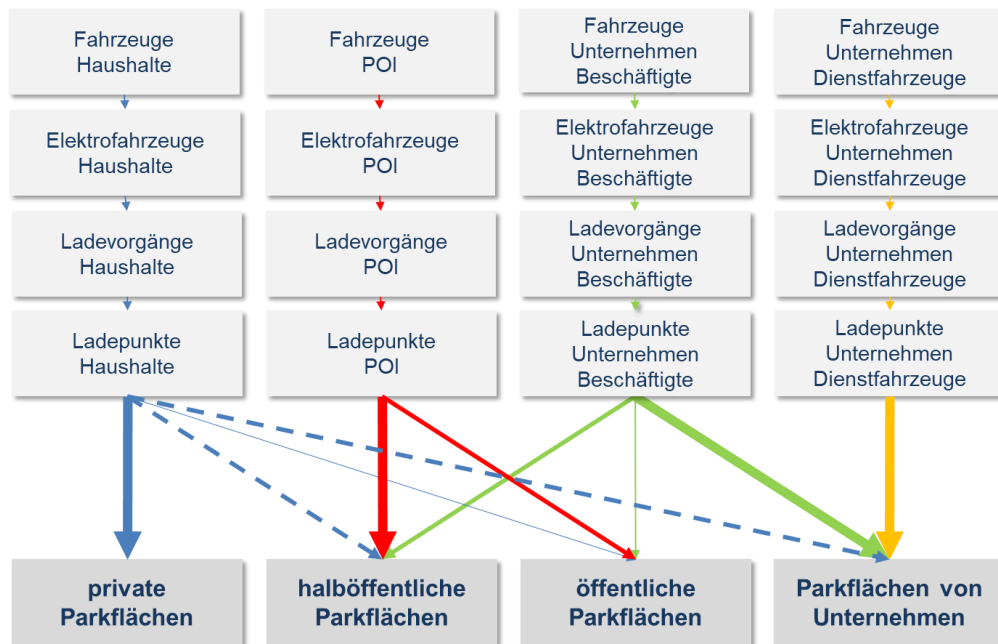 Fahrzeuge
Haushalte
Fahrzeuge
POI
Fahrzeuge
Unternehmen
Beschäftigte
Fahrzeuge
Unternehmen
Dienstfahrzeuge
Elektrofahrzeuge
Haushalte
Elektrofahrzeuge
POI
Elektrofahrzeuge
Unternehmen
Beschäftigte
Elektrofahrzeuge
Unternehmen
Dienstfahrzeuge
Ladevorgänge
Haushalte
Ladevorgänge
POI
Ladevorgänge
Unternehmen
Beschäftigte
Ladevorgänge
Unternehmen
Dienstfahrzeuge
Ladepunkte
Haushalte
Ladepunkte
POI
Ladepunkte
Unternehmen
Beschäftigte
Ladepunkte
Unternehmen
Dienstfahrzeuge
private
Parkflächen
halböffentliche
Parkflächen
öffentliche
Parkflächen
Parkflächen von
Unternehmen